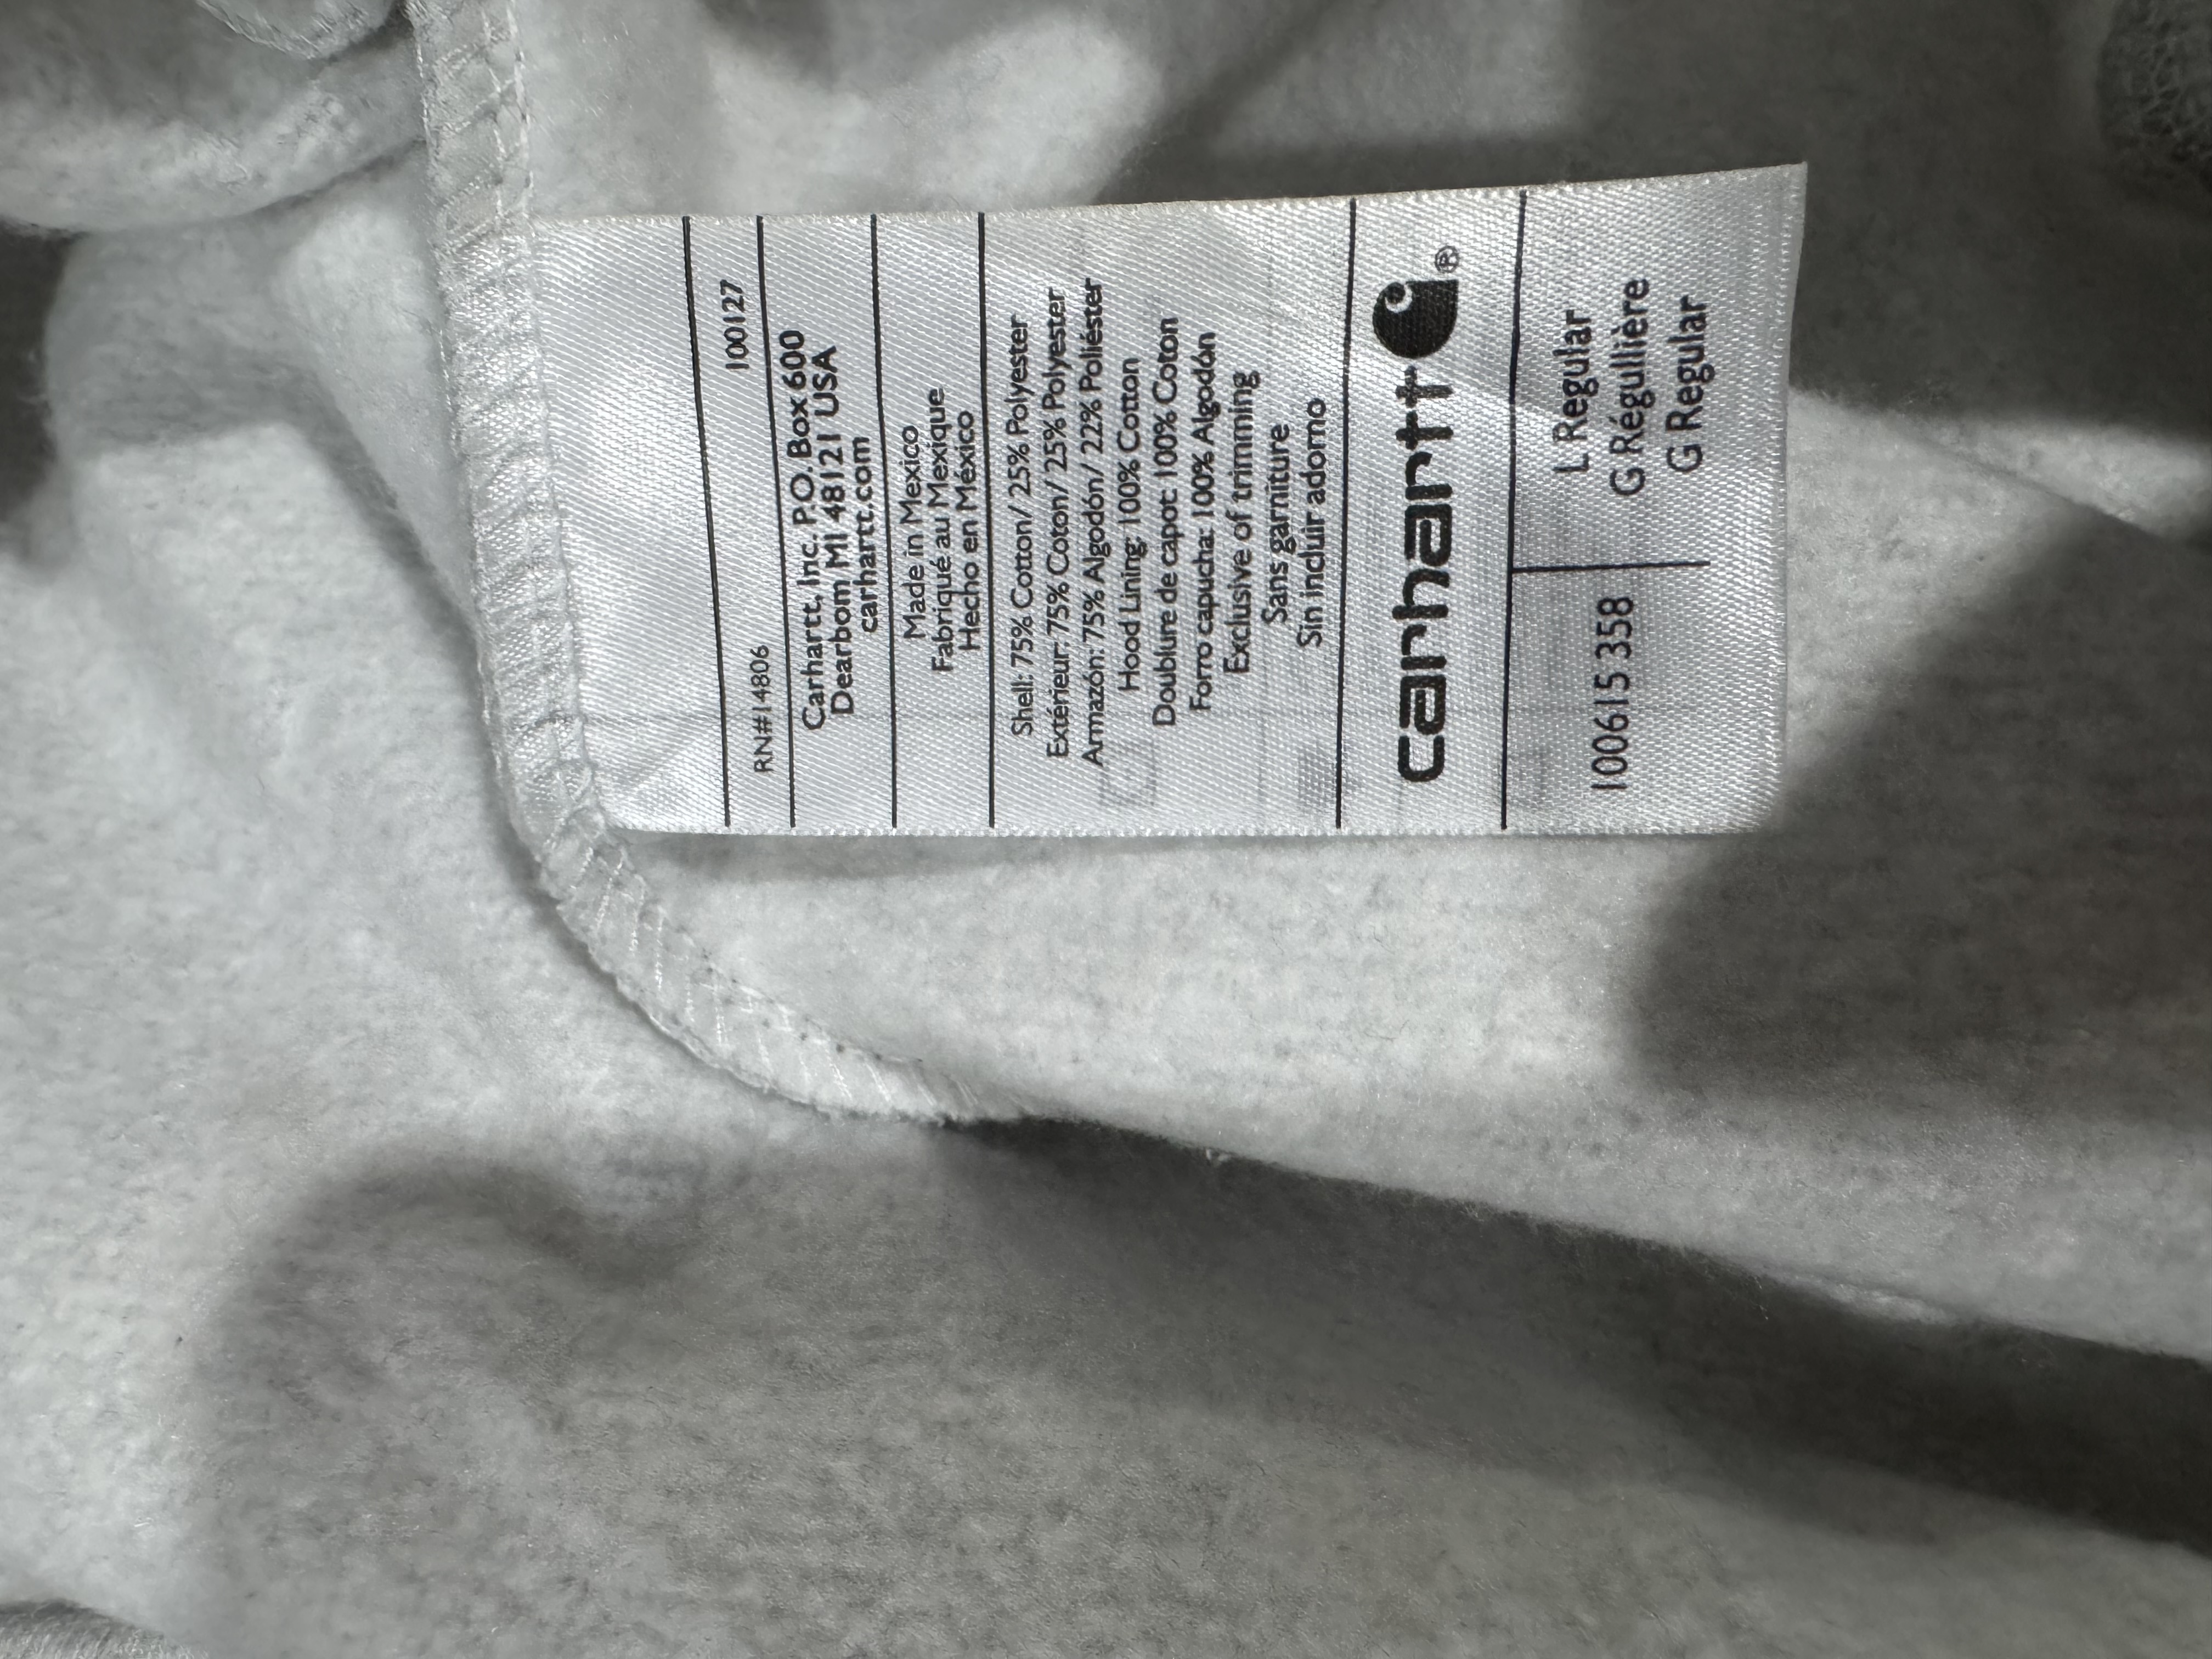 RN#14806 100127
Carhartt, Inc. P.O. Box 600
Dearborn MI 48121 USA
carhartt.com
Made in Mexico
Fabriqué au Mexique
Hecho en México
Shell: 75% Cotton/ 25% Polyester
Extérieur: 75% Coton/ 25% Polyester
Armazón: 75% Algodón/ 22% Poliéster
Hood Lining: 100% Cotton
Doublure de capot: 100% Coton
Forro capucha: 100% Algodón
Exclusive of trimming
Sans garniture
Sin incluir adorno
carhartt®
100615 358
L Regular
G Régullière
G Regular